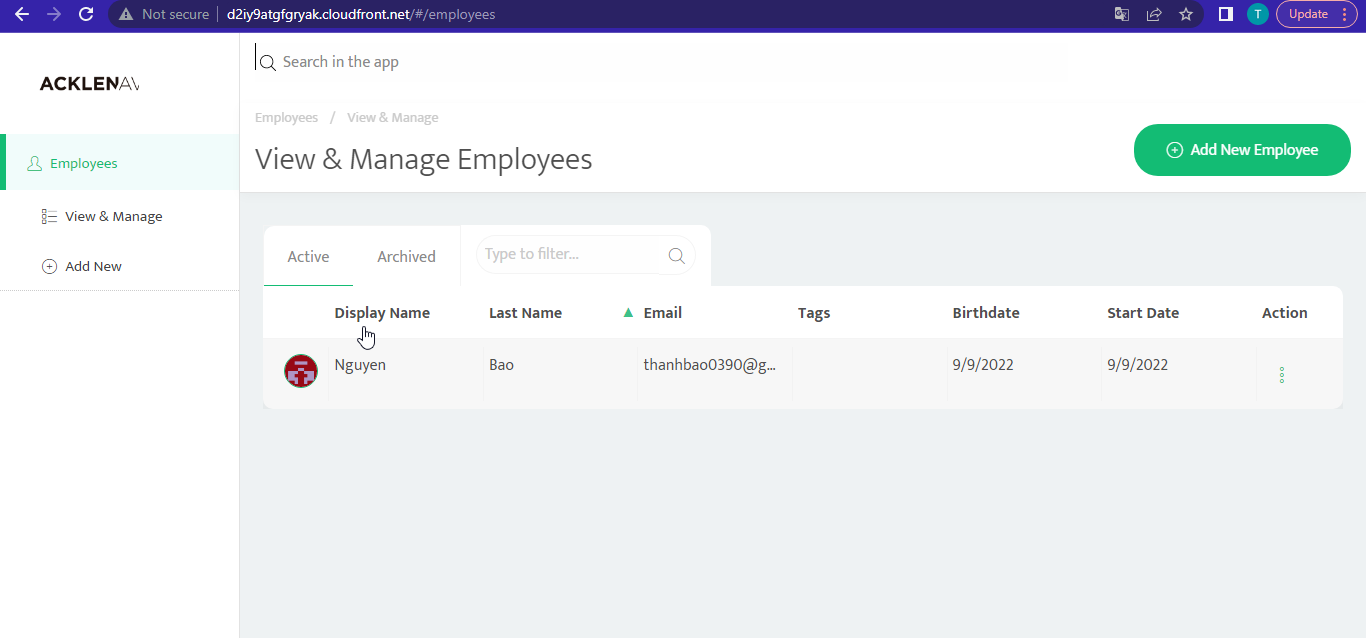 Not secure d2iy9atgfgryak.cloudfront.net/#/employees T Update
ACKLENAV
Search in the app
Employees / View & Manage
View & Manage Employees
Add New Employee
Employees
View & Manage
Add New
Active Archived Type to filter...
Display Name Last Name Email Tags Birthdate Start Date Action
Nguyen Bao thanhbao0390@g... 9/9/2022 9/9/2022